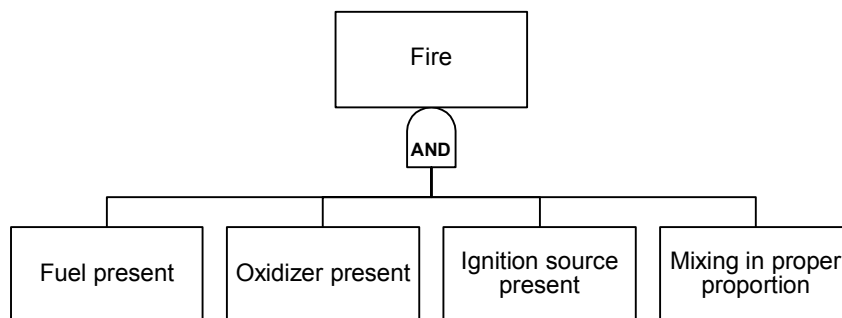 Fire
AND
Fuel present
Oxidizer present
Ignition source
present
Mixing in proper
proportion